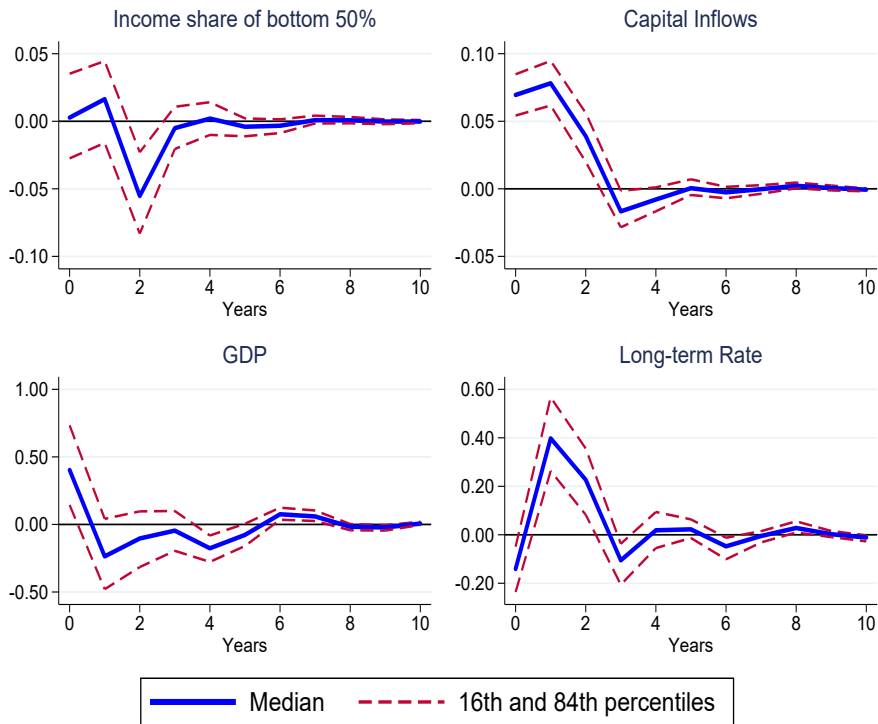 Income share of bottom 50%
0.05
0.00
-0.05
-0.10
0 2 4 6 8 10
Years
Capital Inflows
0.10
0.05
0.00
-0.05
0 2 4 6 8 10
Years
GDP
1.00
0.50
0.00
-0.50
0 2 4 6 8 10
Years
Long-term Rate
0.60
0.40
0.20
0.00
-0.20
0 2 4 6 8 10
Years
Median 16th and 84th percentiles